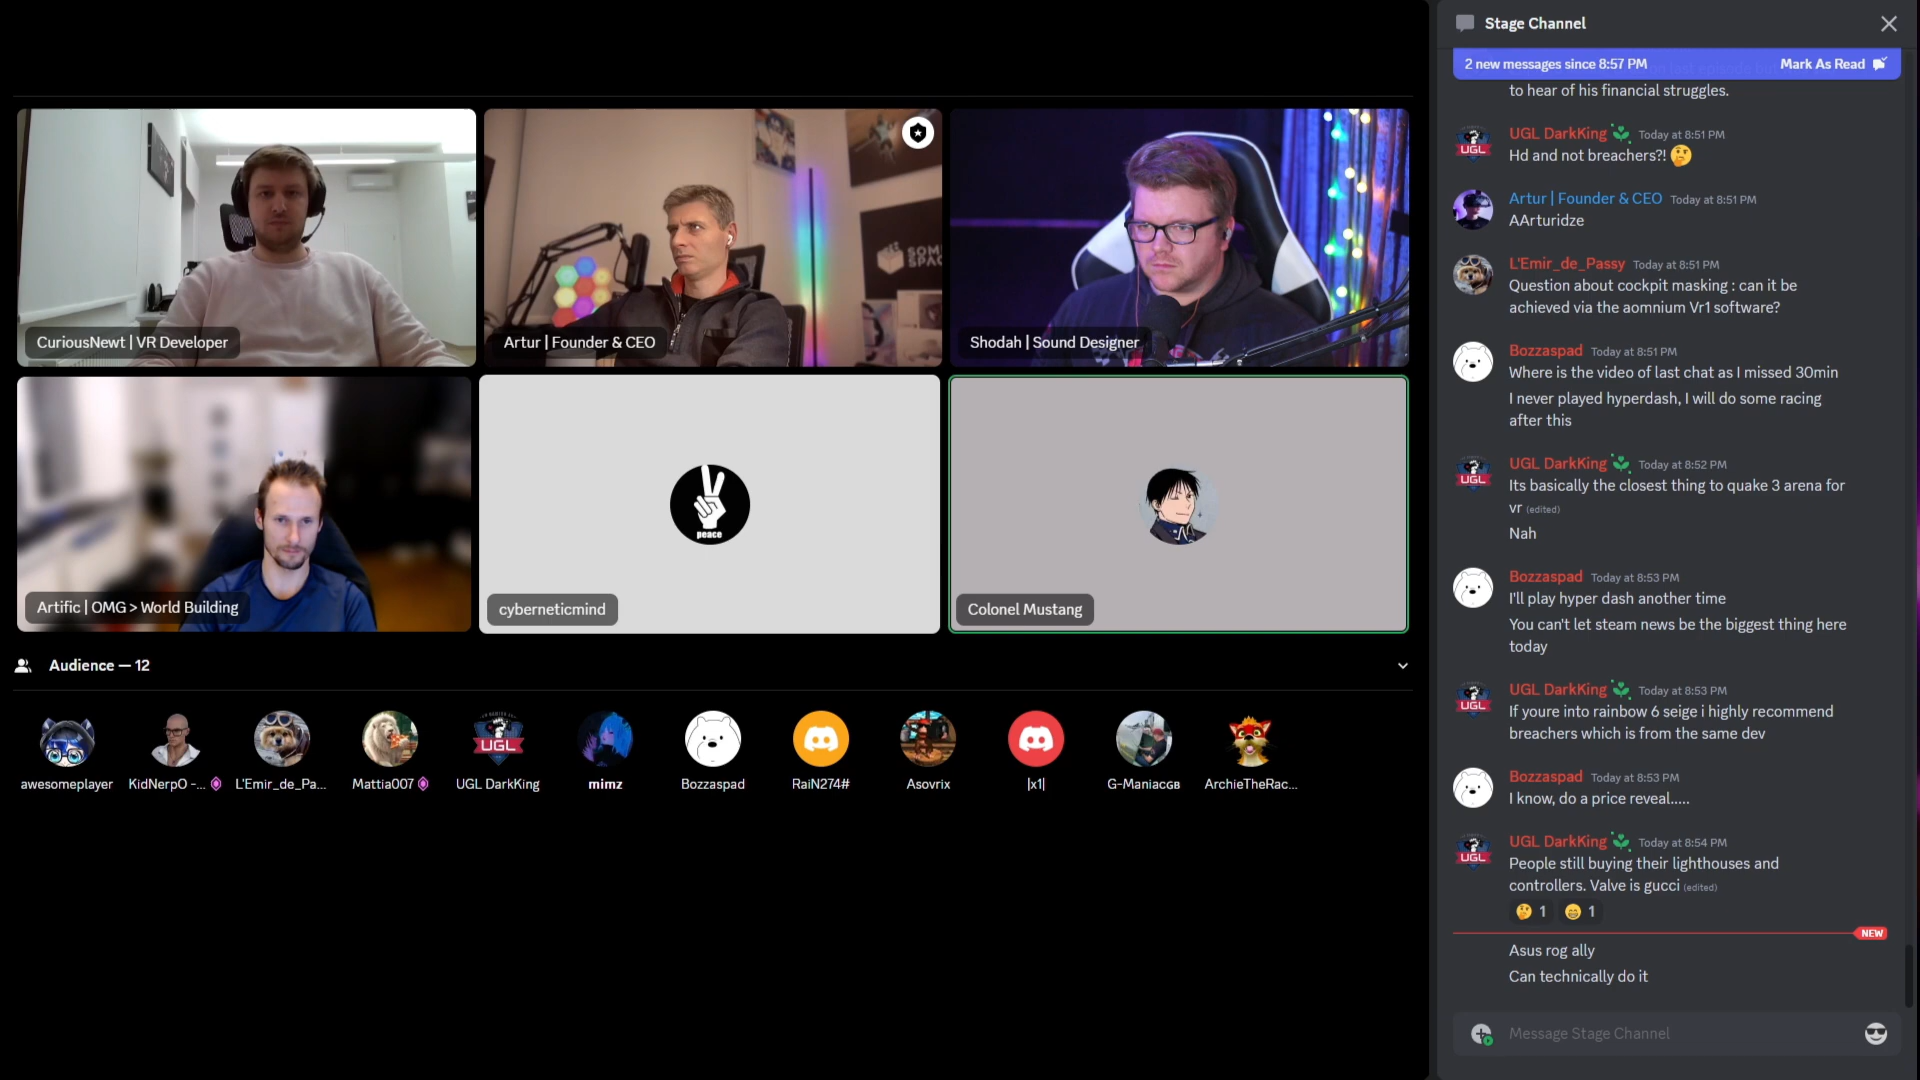 Stage Channel
2 new messages since 8:57 PM
Mark As Read
to hear of his financial struggles.
UGL DarkKing Today at 8:51 PM
Hd and not breachers?! 🤔
Artur | Founder & CEO Today at 8:51 PM
AArturidze
L'Emir_de_Passy Today at 8:51 PM
Question about cockpit masking : can it be
achieved via the aomnium Vr1 software?
Bozzaspad Today at 8:51 PM
Where is the video of last chat as I missed 30min
I never played hyperdash, I will do some racing
after this
UGL DarkKing Today at 8:52 PM
Its basically the closest thing to quake 3 arena for
vr (edited)
Nah
Bozzaspad Today at 8:53 PM
I'll play hyper dash another time
You can't let steam news be the biggest thing here
today
UGL DarkKing Today at 8:53 PM
If youre into rainbow 6 seige i highly recommend
breachers which is from the same dev
Bozzaspad Today at 8:53 PM
I know, do a price reveal.....
UGL DarkKing Today at 8:54 PM
People still buying their lighthouses and
controllers. Valve is gucci (edited)
🤔 1 😁 1
NEW
Asus rog ally
Can technically do it
Message Stage Channel
CuriousNewt | VR Developer
Artur | Founder & CEO
Shodah | Sound Designer
Artific | OMG > World Building
peace
cyberneticmind
Colonel Mustang
Audience — 12
UGL
awesomeplayer
KidNerpO -...
L'Emir_de_Pa...
Mattia007
UGL DarkKing
mimz
Bozzaspad
RaiN274#
Asovrix
|x1|
G-Maniacɢʙ
ArchieTheRac...